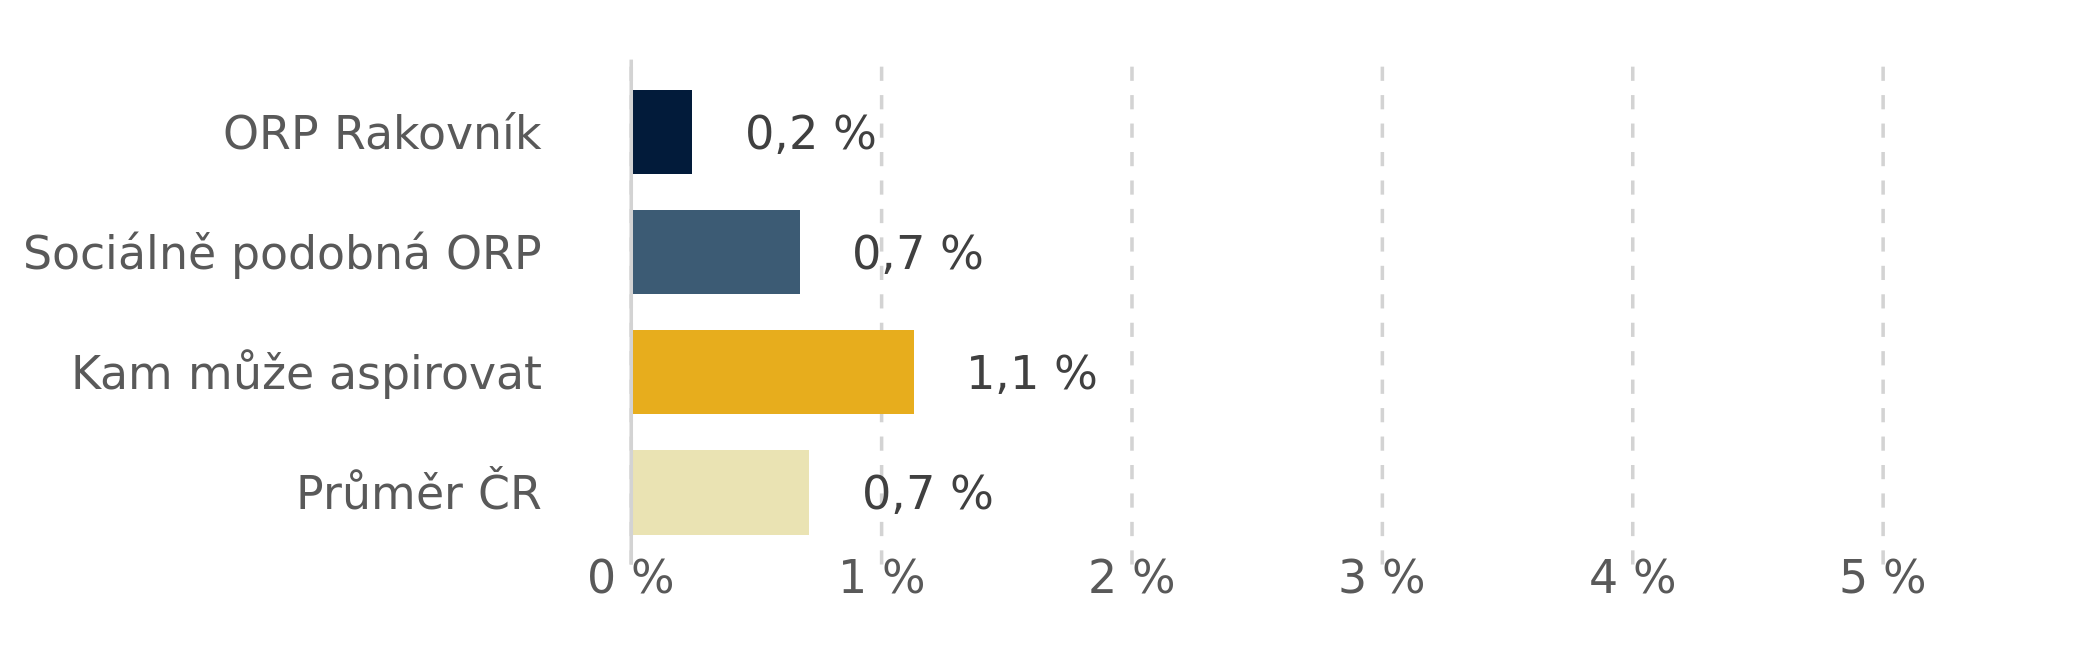 ORP Rakovník 0,2 %
Sociálně podobná ORP 0,7 %
Kam může aspirovat 1,1 %
Průměr ČR 0,7 %
0 % 1 % 2 % 3 % 4 % 5 %